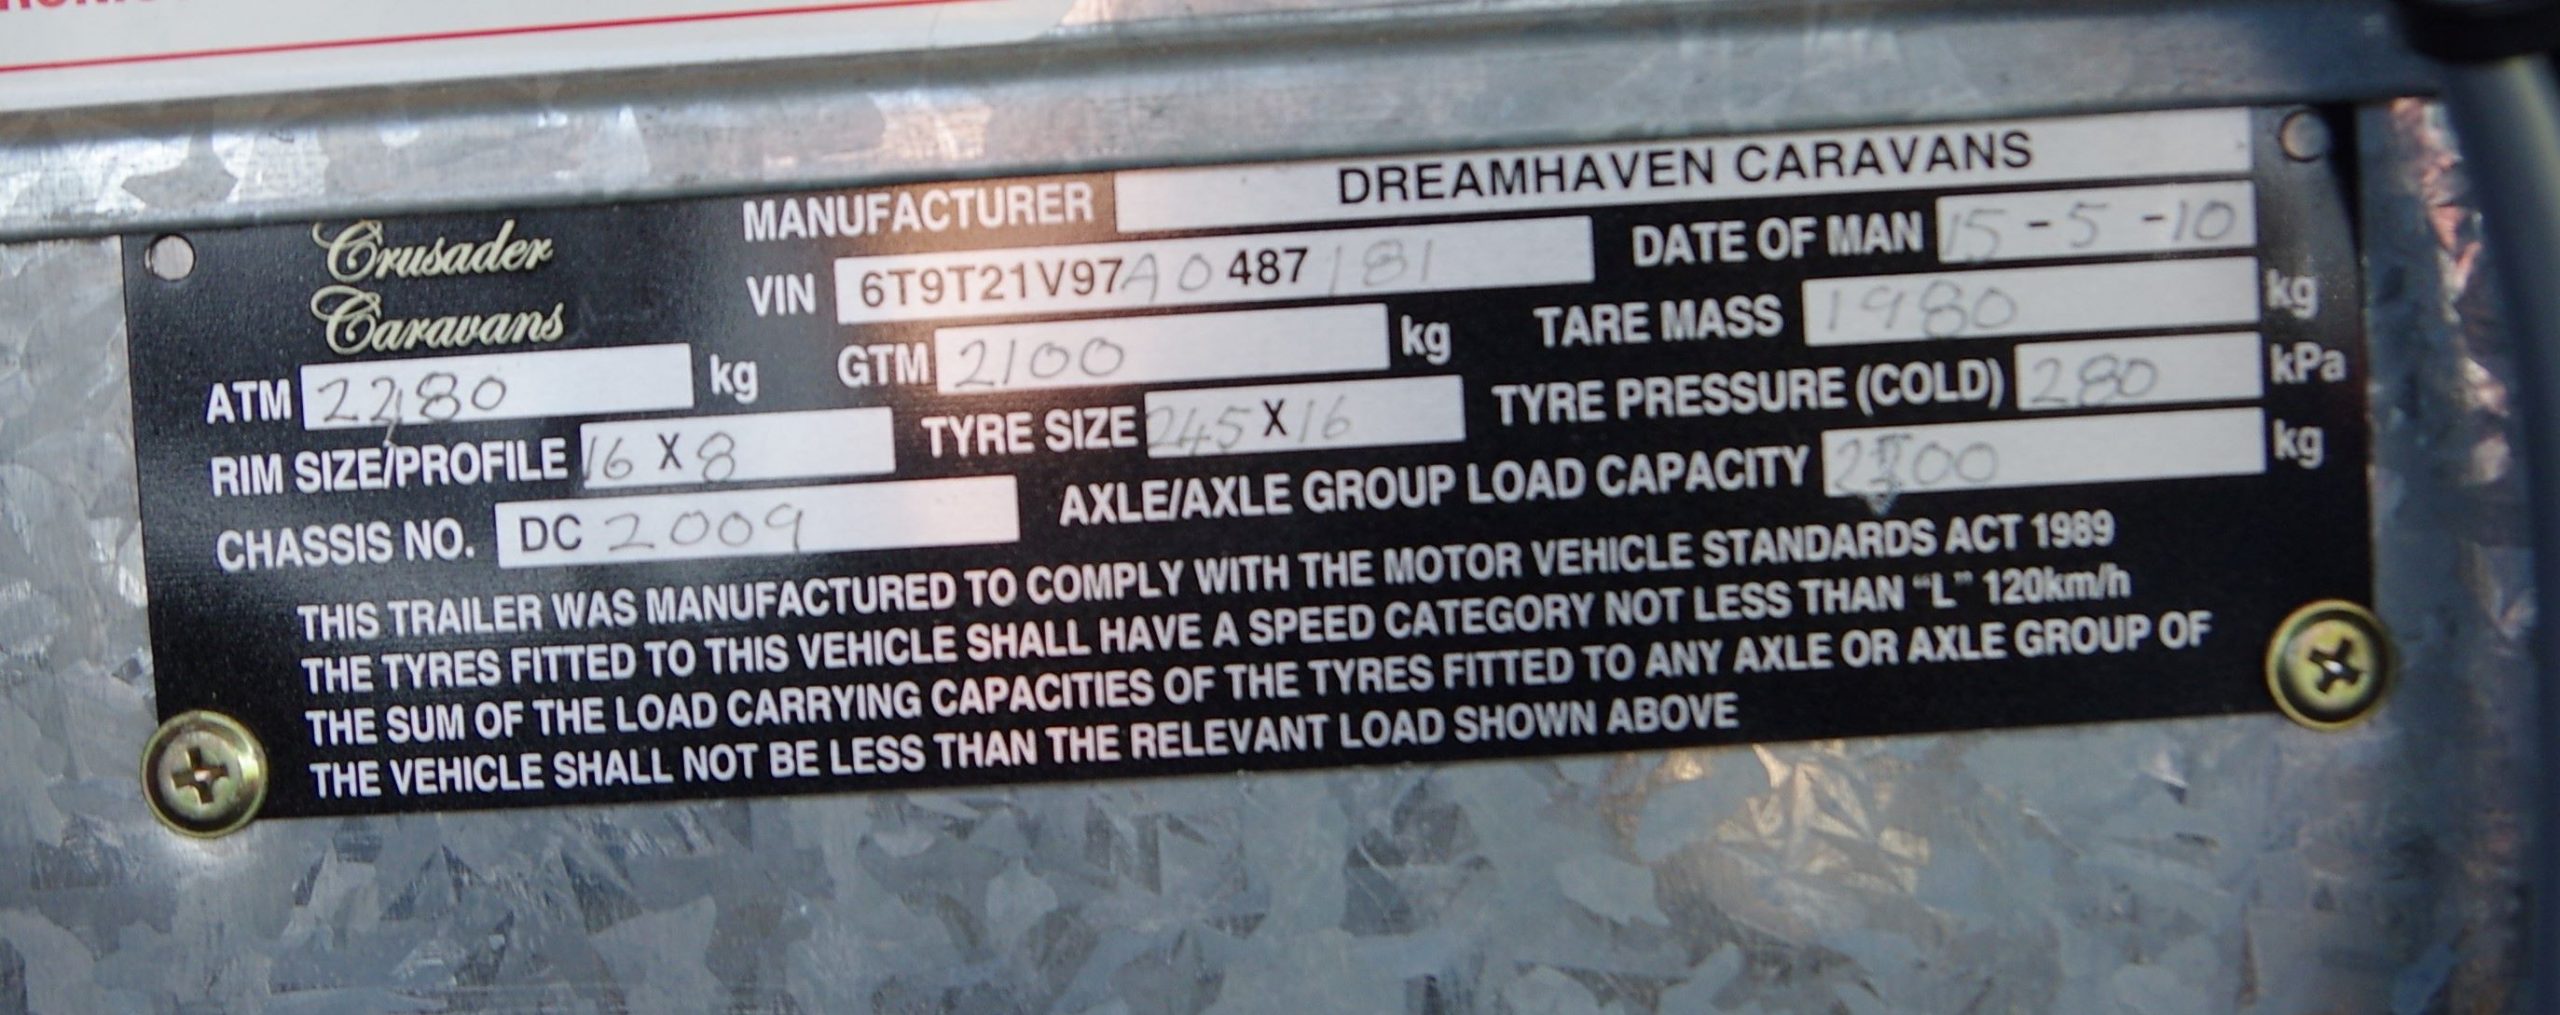 Crusader
Caravans
MANUFACTURER DREAMHAVEN CARAVANS
VIN 6T9T21V97A0487181 DATE OF MAN 15-5-10
ATM 2280 kg GTM 2100 kg TARE MASS 1980 kg
RIM SIZE/PROFILE 16 X 8 TYRE SIZE 245 X 16 TYRE PRESSURE (COLD) 280 kPa
CHASSIS NO. DC 2009 AXLE/AXLE GROUP LOAD CAPACITY kg
THIS TRAILER WAS MANUFACTURED TO COMPLY WITH THE MOTOR VEHICLE STANDARDS ACT 1989
THE TYRES FITTED TO THIS VEHICLE SHALL HAVE A SPEED CATEGORY NOT LESS THAN “L” 120km/h
THE SUM OF THE LOAD CARRYING CAPACITIES OF THE TYRES FITTED TO ANY AXLE OR AXLE GROUP OF
THE VEHICLE SHALL NOT BE LESS THAN THE RELEVANT LOAD SHOWN ABOVE